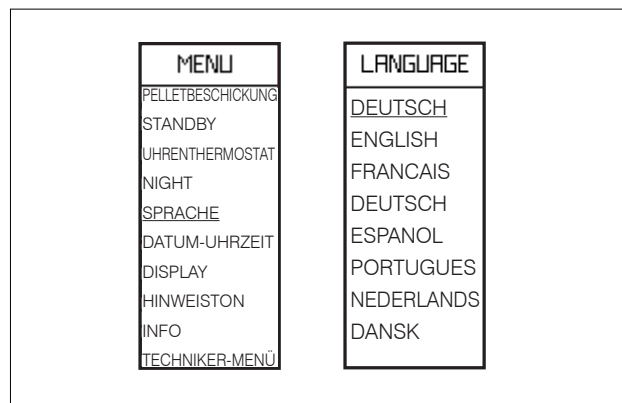 MENU
PELLETBESCHICKUNG
STANDBY
UHRENTHERMOSTAT
NIGHT
SPRACHE
DATUM-UHRZEIT
DISPLAY
HINWEISTON
INFO
TECHNIKER-MENÜ
LANGUAGE
DEUTSCH
ENGLISH
FRANCAIS
DEUTSCH
ESPANOL
PORTUGUES
NEDERLANDS
DANSK